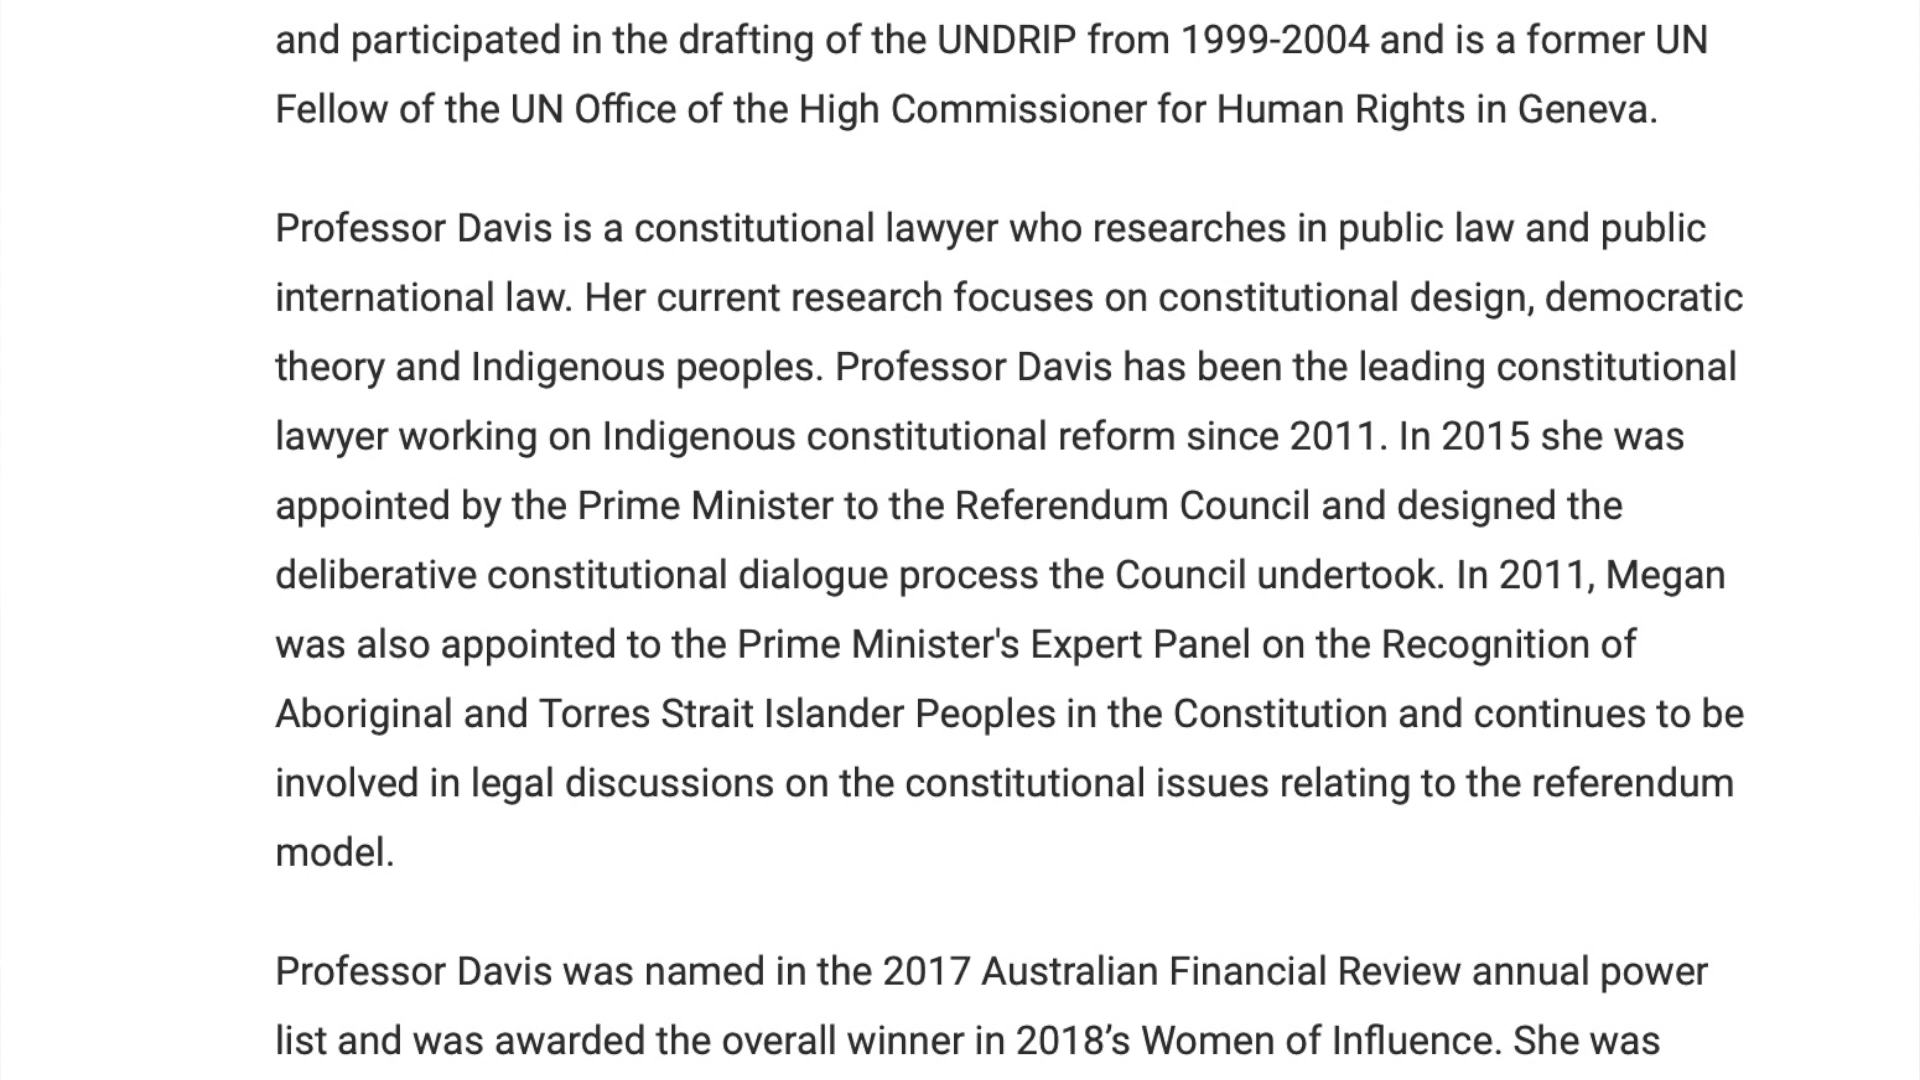 and participated in the drafting of the UNDRIP from 1999-2004 and is a former UN
Fellow of the UN Office of the High Commissioner for Human Rights in Geneva.
Professor Davis is a constitutional lawyer who researches in public law and public
international law. Her current research focuses on constitutional design, democratic
theory and Indigenous peoples. Professor Davis has been the leading constitutional
lawyer working on Indigenous constitutional reform since 2011. In 2015 she was
appointed by the Prime Minister to the Referendum Council and designed the
deliberative constitutional dialogue process the Council undertook. In 2011, Megan
was also appointed to the Prime Minister's Expert Panel on the Recognition of
Aboriginal and Torres Strait Islander Peoples in the Constitution and continues to be
involved in legal discussions on the constitutional issues relating to the referendum
model.
Professor Davis was named in the 2017 Australian Financial Review annual power
list and was awarded the overall winner in 2018’s Women of Influence. She was